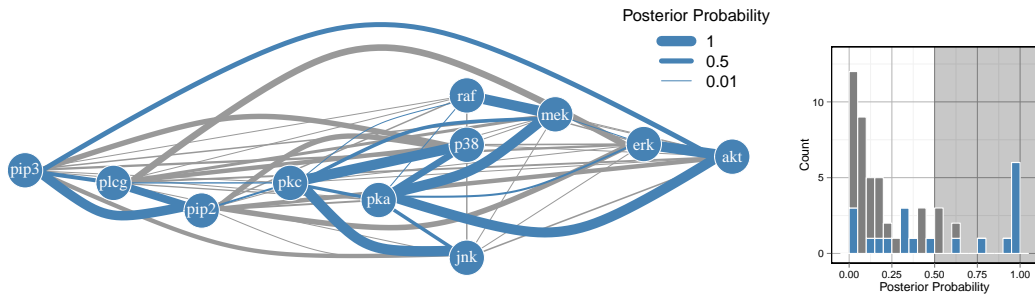 Posterior Probability
1
0.5
0.01
raf
mek
p38
erk
akt
pip3
plcg
pkc
pip2
pka
jnk
10
5
0
Count
0.00 0.25 0.50 0.75 1.00
Posterior Probability